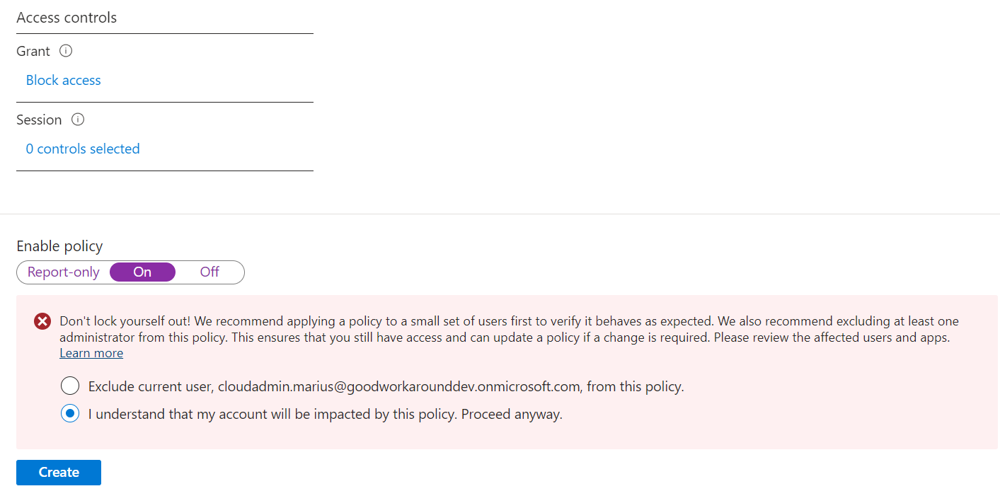 Access controls
Grant
Block access
Session
0 controls selected
Enable policy
Report-only On Off
Don't lock yourself out! We recommend applying a policy to a small set of users first to verify it behaves as expected. We also recommend excluding at least one
administrator from this policy. This ensures that you still have access and can update a policy if a change is required. Please review the affected users and apps.
Learn more
Exclude current user, cloudadmin.marius@goodworkarounddev.onmicrosoft.com, from this policy.
I understand that my account will be impacted by this policy. Proceed anyway.
Create